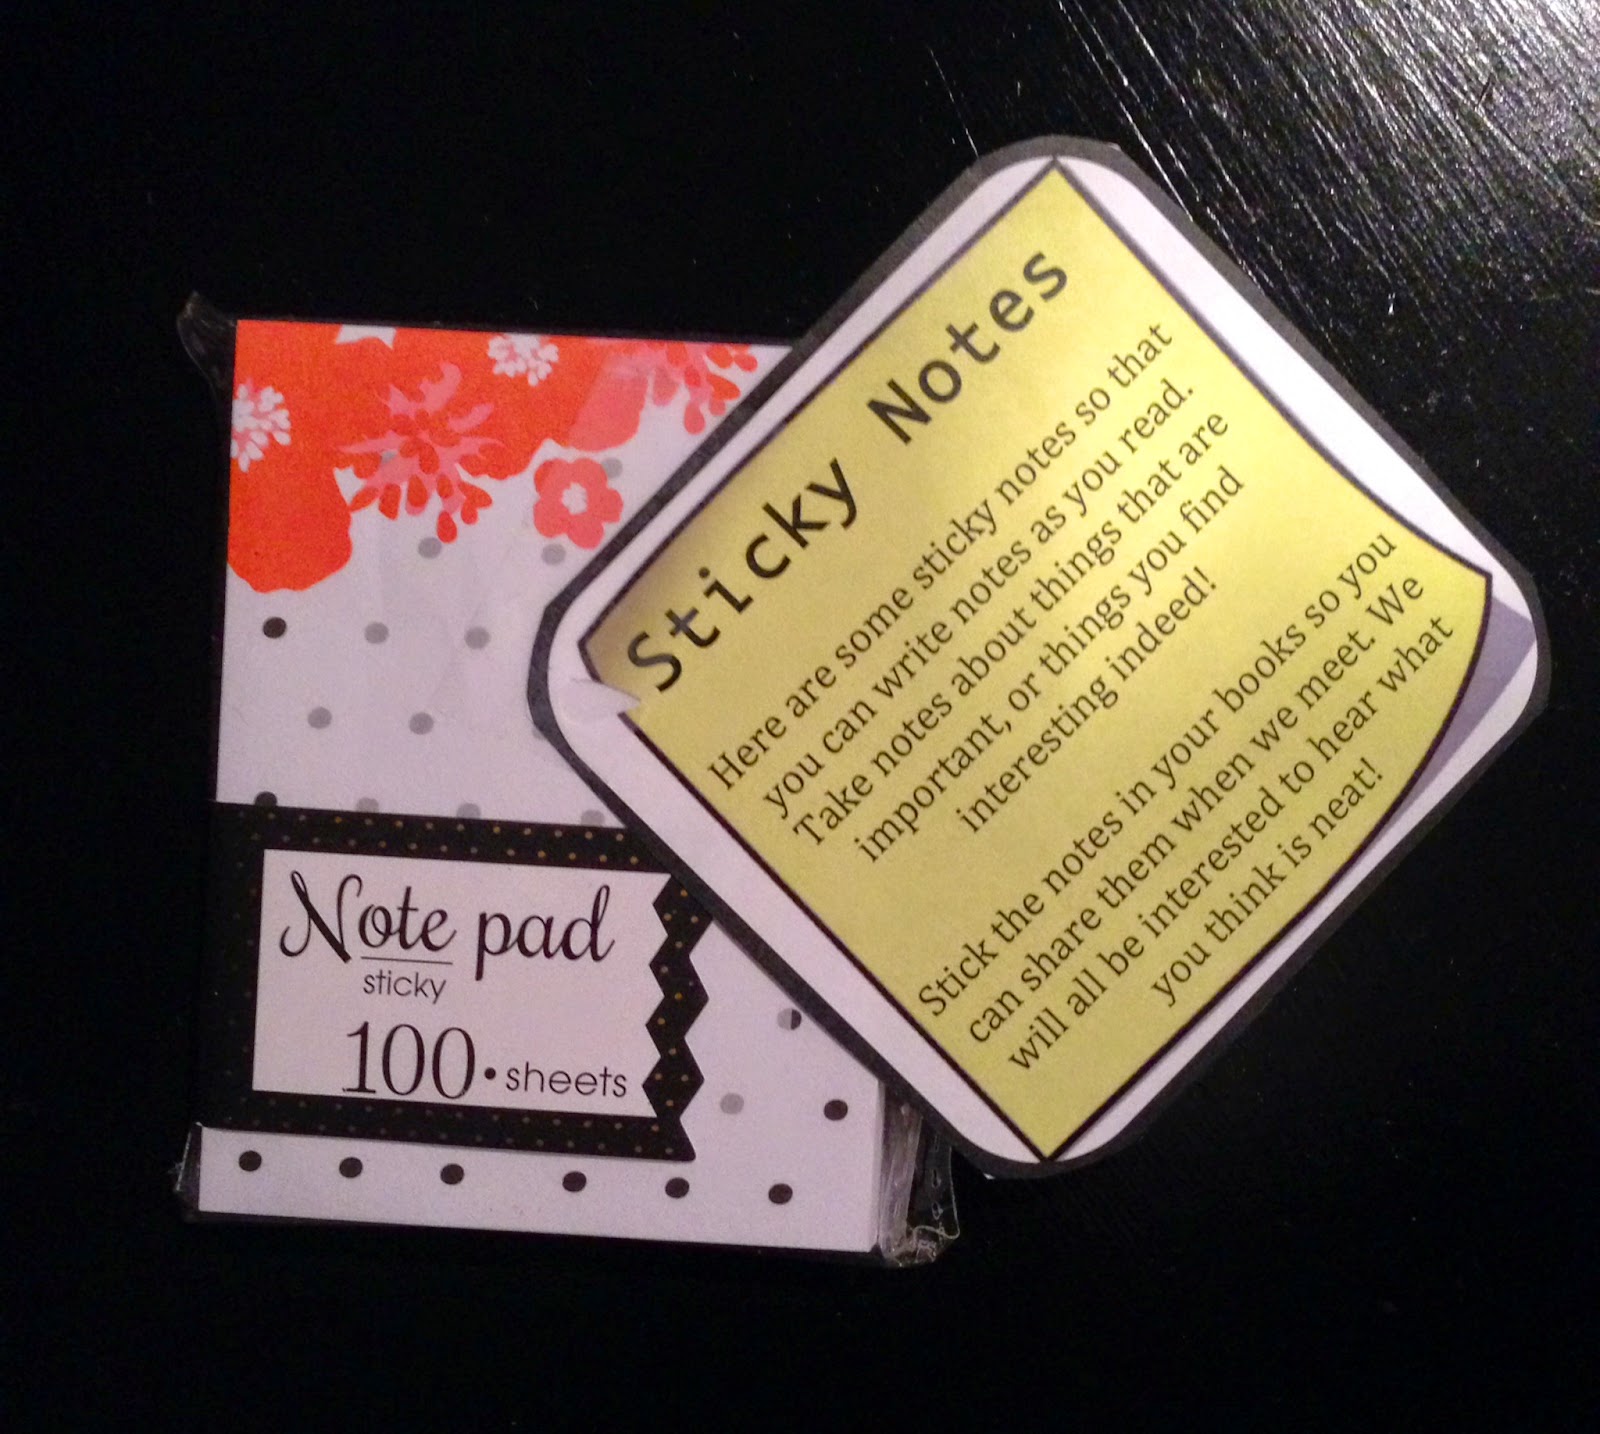 Note pad
sticky
100 • sheets
Sticky Notes
Here are some sticky notes so that
you can write notes as you read.
Take notes about things that are
important, or things you find
interesting indeed!
Stick the notes in your books so you
can share them when we meet. We
will all be interested to hear what
you think is neat!